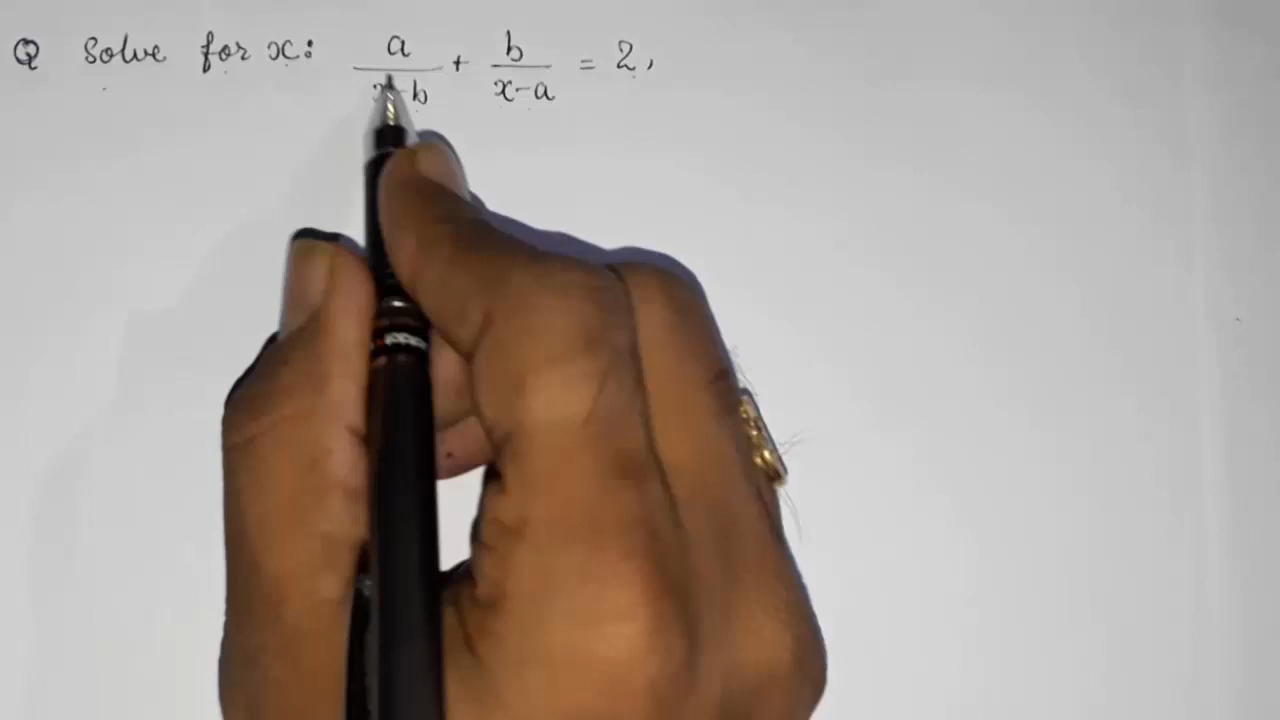 Q Solve for x: a/x-b + b/x-a = 2,